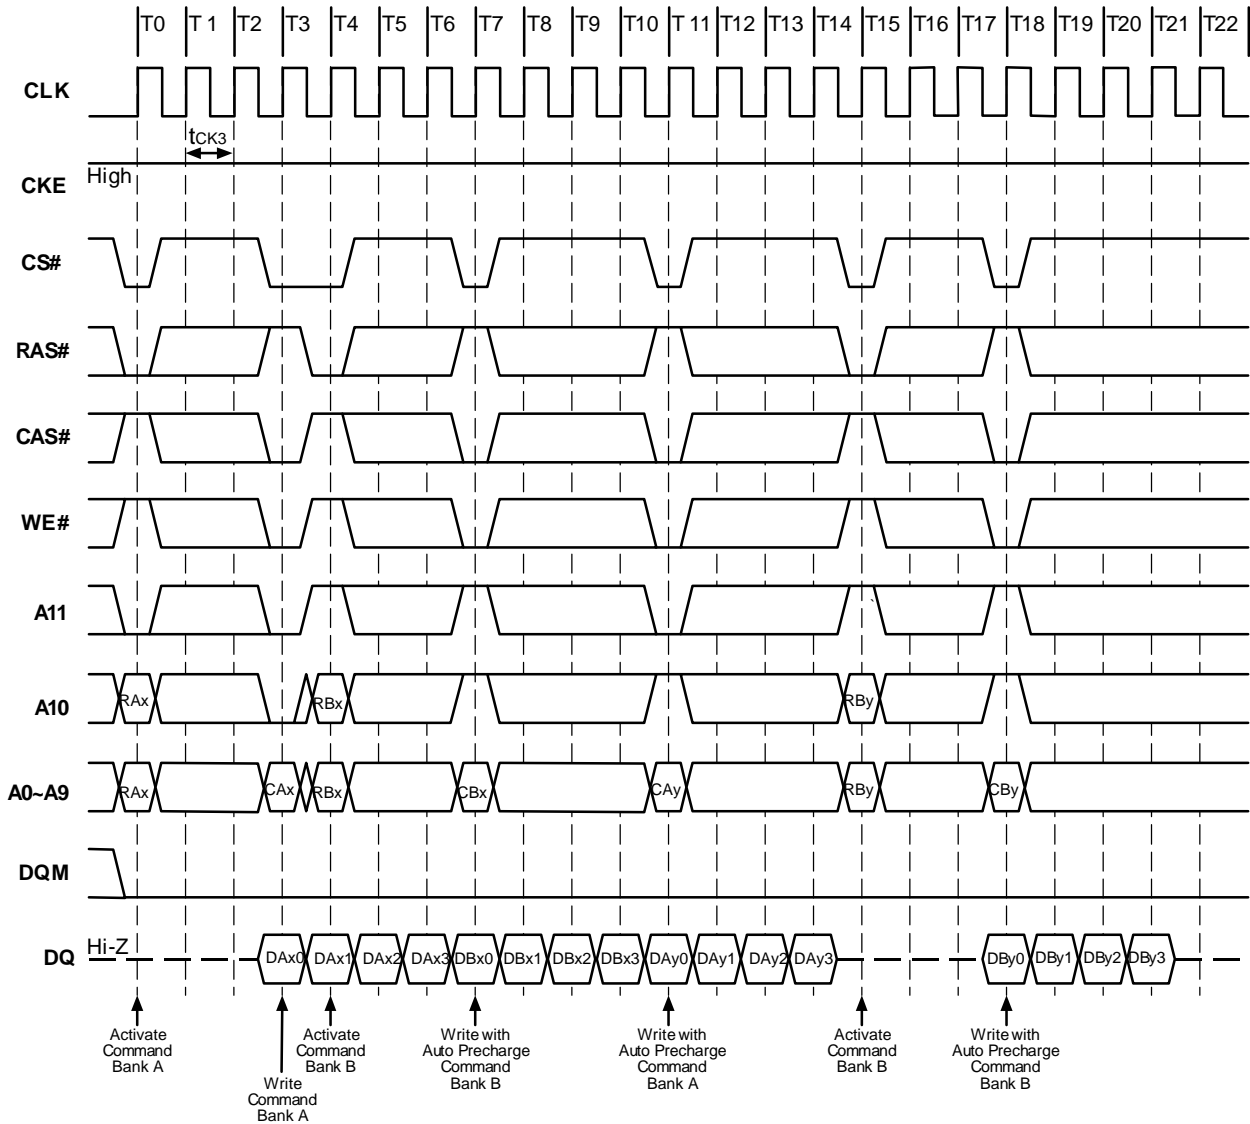 T0 T 1 T2 T3 T4 T5 T6 T7 T8 T9 T10 T 11 T12 T13 T14 T15 T16 T17 T18 T19 T20 T21 T22
CLK
tCK3
High
CKE
CS#
RAS#
CAS#
WE#
A11
A10 RAx RBx RBy
A0~A9 RAx CAx RBx CBx CAy RBy CBy
DQM
DQ Hi-Z DAx0 DAx1 DAx2 DAx3 DBx0 DBx1 DBx2 DBx3 DAy0 DAy1 DAy2 DAy3 DBy0 DBy1 DBy2 DBy3
Activate
Command
Bank A
Write
Command
Bank A
Activate
Command
Bank B
Write with
Auto Precharge
Command
Bank B
Write with
Auto Precharge
Command
Bank A
Activate
Command
Bank B
Write with
Auto Precharge
Command
Bank B